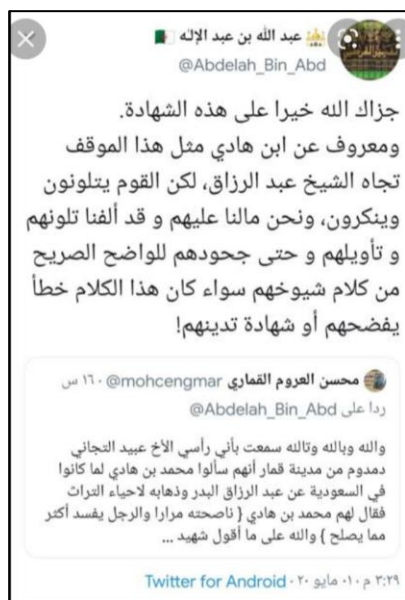 عبد الله بن عبد الإله
@Abdelah_Bin_Abd
جزاك الله خيرا على هذه الشهادة.
ومعروف عن ابن هادي مثل هذا الموقف
تجاه الشيخ عبد الرزاق، لكن القوم يتلونون
وينكرون، ونحن مالنا عليهم و قد ألفنا تلونهم
و تأويلهم و حتى جحودهم للواضح الصريح
من كلام شيوخهم سواء كان هذا الكلام خطأ
يفضحهم أو شهادة تدينهم!
محسن العروم القماري @mohcengmar · ١٦ س
ردا على @Abdelah_Bin_Abd
والله وبالله وتالله سمعت بأني رأسي الأخ عبيد التجاني
دمدوم من مدينة قمار أنهم سألوا محمد بن هادي لما كانوا
في السعودية عن عبد الرزاق البدر وذهابه لاحياء التراث
فقال لهم محمد بن هادي { ناصحته مرارا والرجل يفسد أكثر
مما يصلح } والله على ما أقول شهيد ...
٣:٢٩ م · ١٠ مايو ٢٠ · Twitter for Android